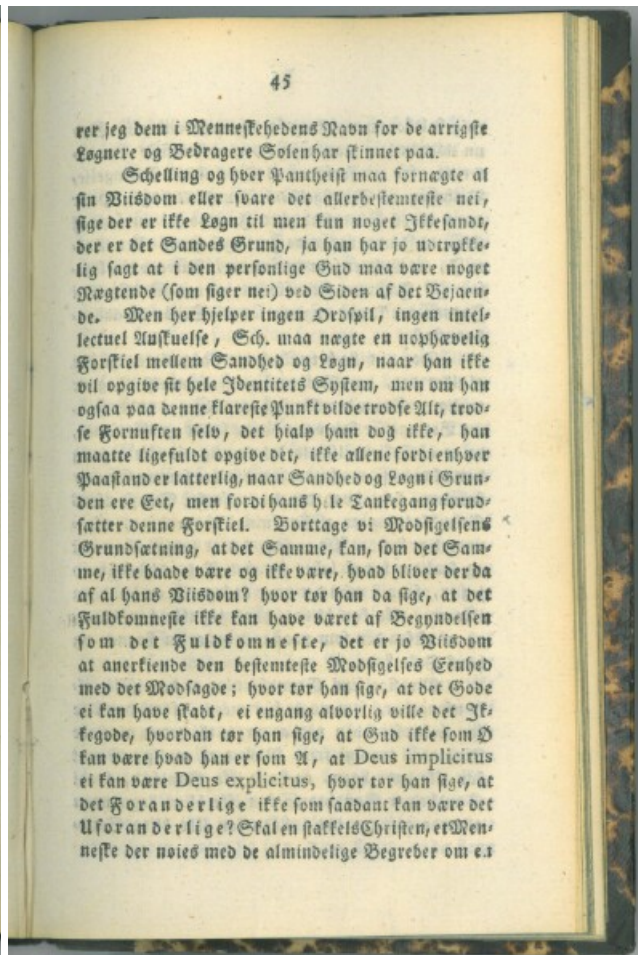 45
rer jeg dem i Menneskehedens Navn for de arrigste
Løgnere og Bedragere Solen har skinnet paa.
Schelling og hver Pantheist maa fornægte al
sin Viisdom eller svare det allerbestemteste nei,
sige der er ikke Løgn til men kun noget Ikkesandt,
der er det Sandes Grund, ja han har jo udtrykke-
lig sagt at i den personlige Gud maa være noget
Nægtende (som siger nei) ved Siden af det Bejaen-
de. Men her hjelper ingen Ordspil, ingen intel-
lectuel Anskuelse, Sch. maa nægte en uophævelig
Forskiel mellem Sandhed og Løgn, naar han ikke
vil opgive sit hele Identitets System, men om han
ogsaa paa denne klareste Punkt vilde trodse Alt, trod-
se Fornuften selv, det hialp ham dog ikke, han
maatte ligefuldt opgive det, ikke allene fordi enhver
Paastand er latterlig, naar Sandhed og Løgn i Grun-
den ere Eet, men fordi hans h le Tankegang forud-
sætter denne Forskiel. Borttage vi Modsigelsens
Grundsætning, at det Samme, kan, som det Sam-
me, ikke baade være og ikke være, hvad bliver der da
af al hans Viisdom? hvor tør han da sige, at det
Fuldkomneste ikke kan have været af Begyndelsen
som det Fuldkomneste, det er jo Viisdom
at anerkiende den bestemteste Modsigelses Eenhed
med det Modsagde; hvor tør han sige, at det Gode
ei kan have skabt, ei engang alvorlig ville det Ik-
kegode, hvordan tør han sige, at Gud ikke som O
kan være hvad han er som A, at Deus implicitus
ei kan være Deus explicitus, hvor tør han sige, at
det Foranderlige ikke som saadant kan være det
Uforanderlige? Skal en stakkels Christen, et Men-
neske der nøies med de almindelige Begreber om en